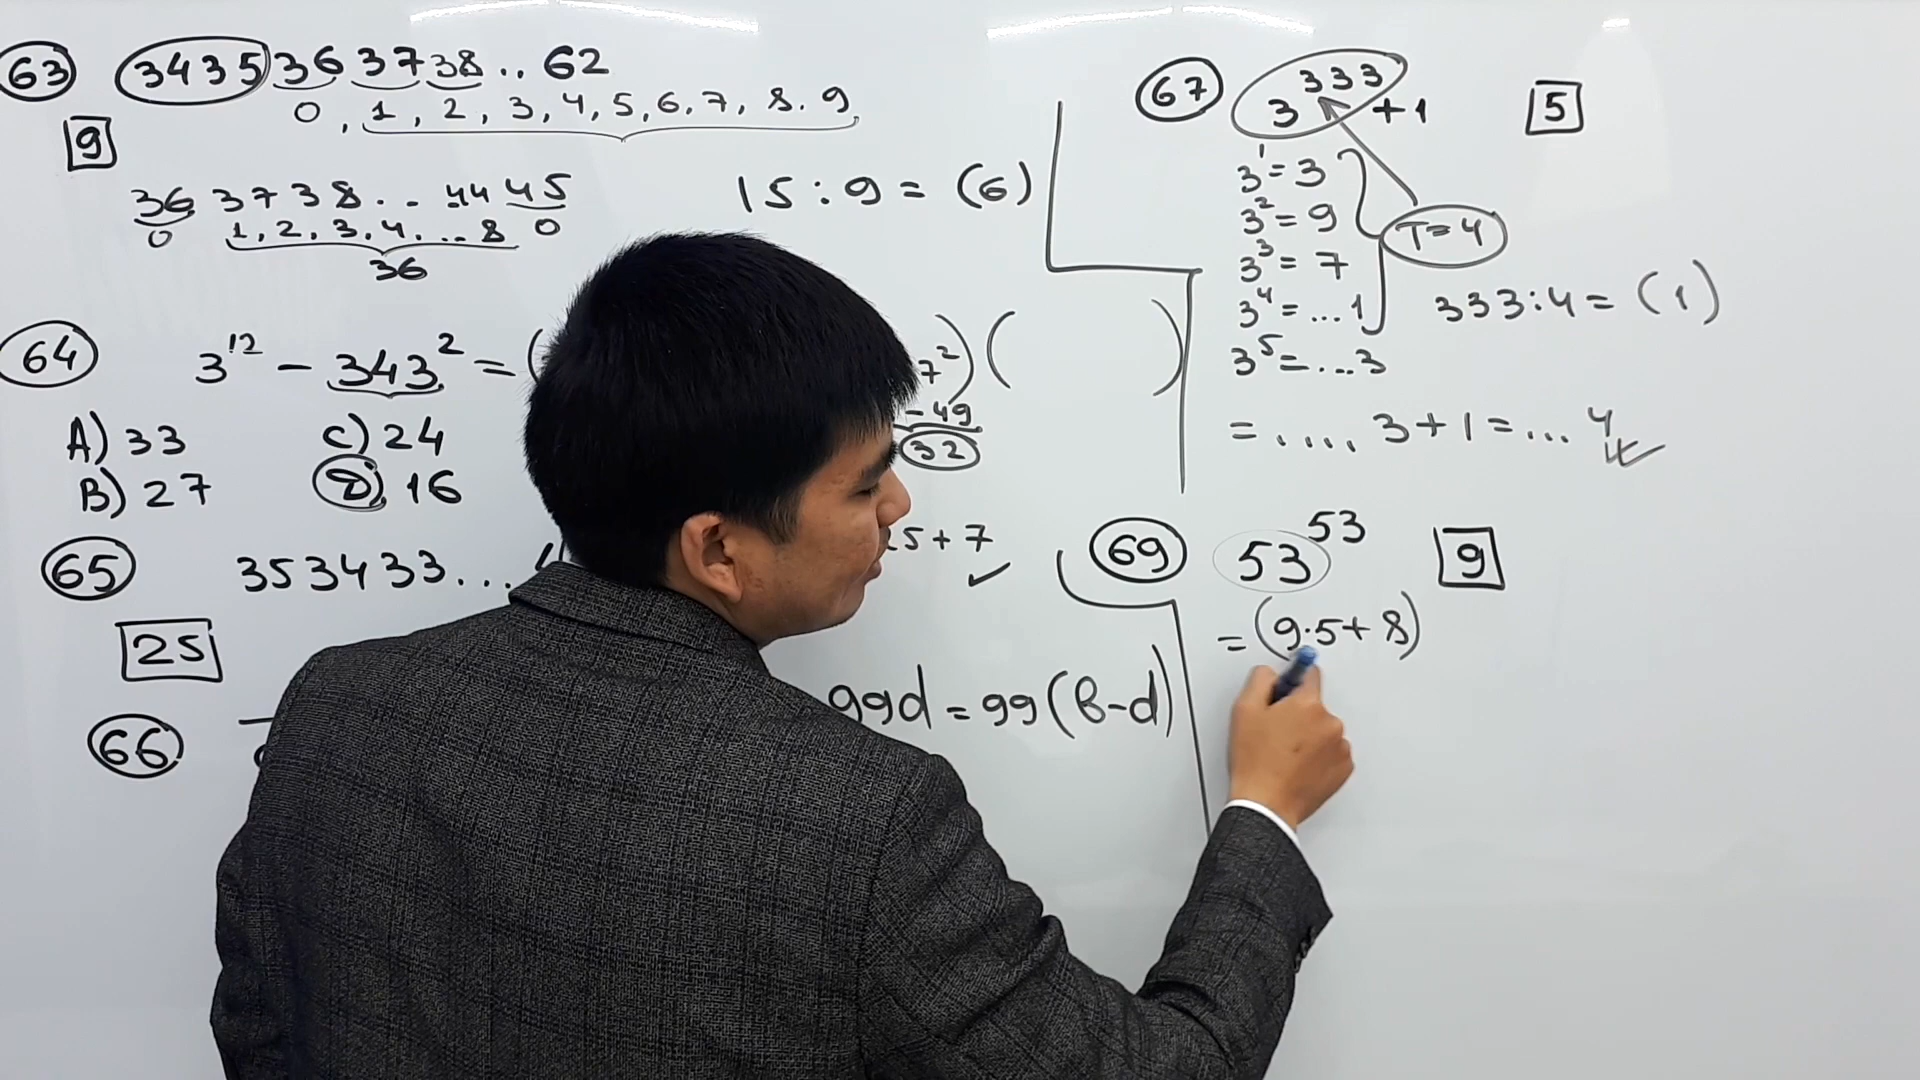 63 3435 36 37 38 .. 62
0, 1, 2, 3, 4, 5, 6, 7, 8. 9
9
36 37 38 . .. 44 45
0 1, 2, 3, 4, ... 8 0
36
15 : 9 = (6)
64 3^12 - 343^2 = ( 7^2)( )
- 49
32
A) 33 C) 24
B) 27 D) 16
65 353433...
5 + 7
25
66
99d = 99(b-d)
67 3^333 + 1 5
3^1 = 3
3^2 = 9
T = 4
3^3 = 7
3^4 = ...1
333 : 4 = (1)
3^5 = ...3
= .... 3 + 1 = ... 4
69 53^53 9
= (9·5 + 8)